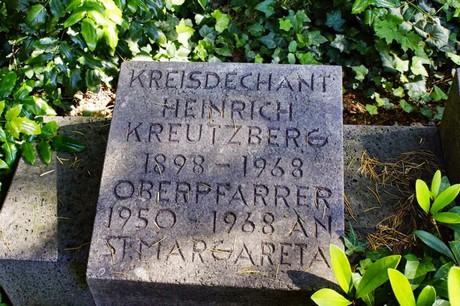 KREISDECHANT
HEINRICH
KREUTZBERG
1898 - 1968
OBERPFARRER
1950 - 1968 AN
ST. MARGARETA